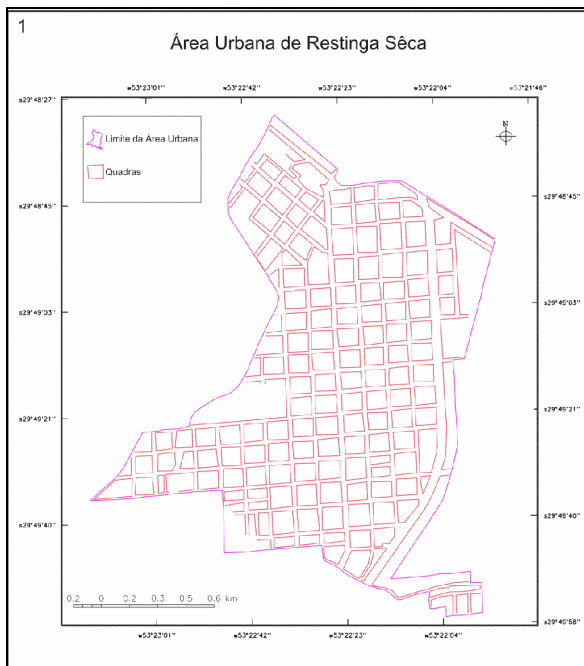 1
Área Urbana de Restinga Sêca
w53°23'01'' w53°22'42'' w53°22'23'' w53°22'04'' w53°21'46''
s29°48'27''
N
Limite da Área Urbana
Quadras
s29°48'45'' s29°48'45''
s29°49'03'' s29°49'03''
s29°49'21'' s29°49'21''
s29°49'40'' s29°49'40''
0.2 0 0.2 0.3 0.5 0.6 km
s29°49'58''
w53°23'01'' w53°22'42'' w53°22'23'' w53°22'04''